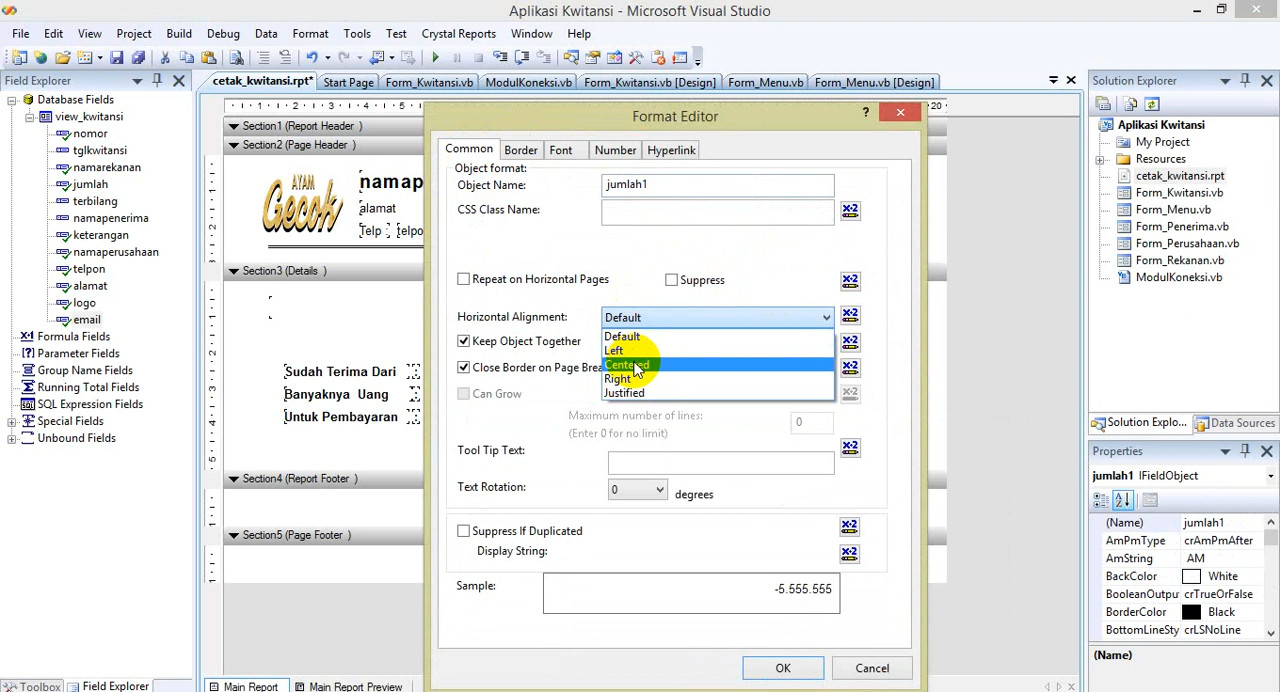 Aplikasi Kwitansi - Microsoft Visual Studio
File Edit View Project Build Debug Data Format Tools Test Crystal Reports Window Help
Field Explorer
cetak_kwitansi.rpt* Start Page Form_Kwitansi.vb ModulKoneksi.vb Form_Kwitansi.vb [Design] Form_Menu.vb Form_Menu.vb [Design]
Solution Explorer
Database Fields
view_kwitansi
nomor
tglkwitansi
namarekanan
jumlah
terbilang
namapenerima
keterangan
namaperusahaan
telpon
alamat
logo
email
Formula Fields
Parameter Fields
Group Name Fields
Running Total Fields
SQL Expression Fields
Special Fields
Unbound Fields
Toolbox Field Explorer
Section1 (Report Header )
Section2 (Page Header )
AYAM
Gecok
namap
alamat
Telp : telpo
Section3 (Details )
Sudah Terima Dari :
Banyaknya Uang :
Untuk Pembayaran :
Section4 (Report Footer )
Section5 (Page Footer )
Main Report Main Report Preview
Format Editor
Common Border Font Number Hyperlink
Object format:
Object Name: jumlah1
CSS Class Name:
Repeat on Horizontal Pages Suppress
Horizontal Alignment: Default
Default
Left
Centered
Right
Justified
Keep Object Together
Close Border on Page Brea
Can Grow
Maximum number of lines: 0
(Enter 0 for no limit)
Tool Tip Text:
Text Rotation: 0 degrees
Suppress If Duplicated
Display String:
Sample: -5.555.555
OK Cancel
Aplikasi Kwitansi
My Project
Resources
cetak_kwitansi.rpt
Form_Kwitansi.vb
Form_Menu.vb
Form_Penerima.vb
Form_Perusahaan.vb
Form_Rekanan.vb
ModulKoneksi.vb
Solution Explo... Data Sources
Properties
jumlah1 IFieldObject
(Name) jumlah1
AmPmType crAmPmAfter
AmString AM
BackColor White
BooleanOutpu crTrueOrFalse
BorderColor Black
BottomLineSty crLSNoLine
(Name)